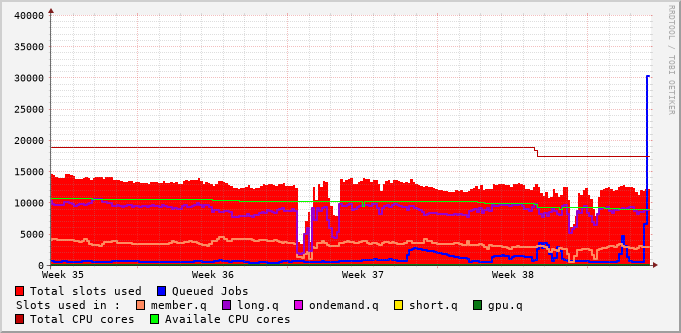 40000
35000
30000
25000
20000
15000
10000
5000
0
Week 35 Week 36 Week 37 Week 38
Total slots used Queued Jobs
Slots used in : member.q long.q ondemand.q short.q gpu.q
Total CPU cores Availale CPU cores
RRDTOOL / TOBI OETIKER